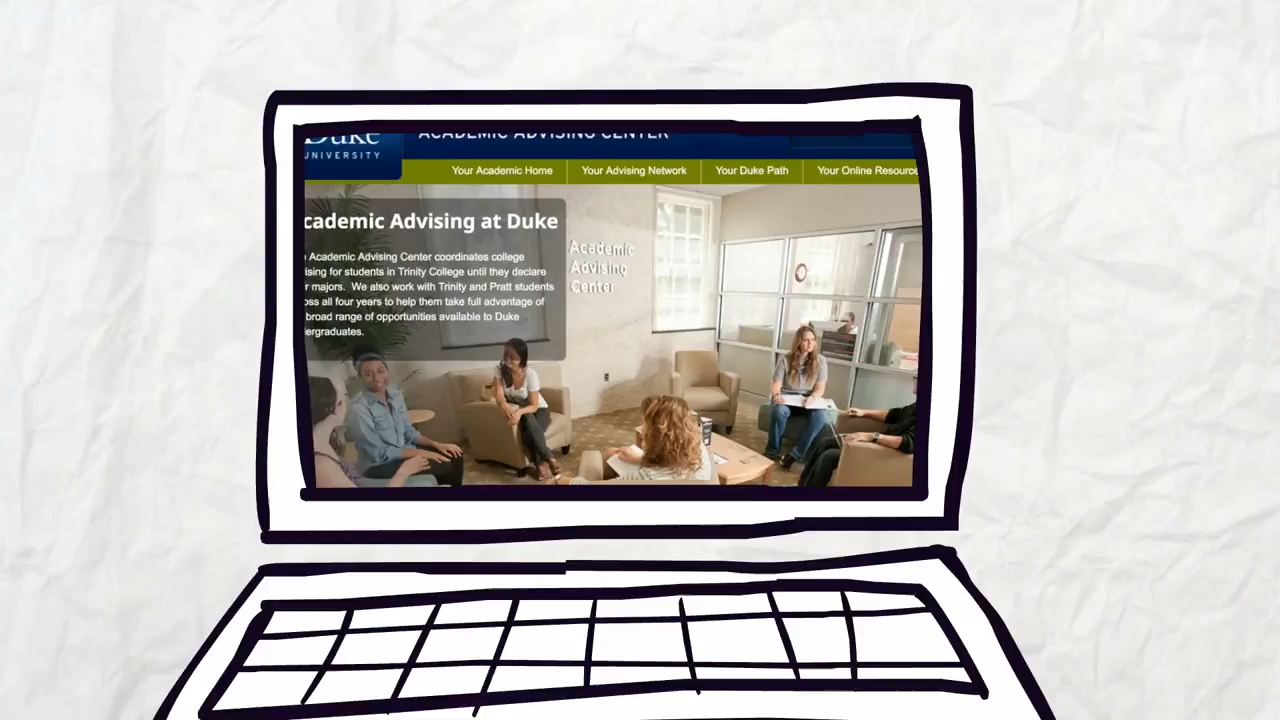 Duke
UNIVERSITY
ACADEMIC ADVISING CENTER
Your Academic Home
Your Advising Network
Your Duke Path
Your Online Resource
cademic Advising at Duke
Academic Advising Center coordinates college
ising for students in Trinity College until they declare
r majors. We also work with Trinity and Pratt students
oss all four years to help them take full advantage of
broad range of opportunities available to Duke
ergraduates.
Academic
Advising
Center